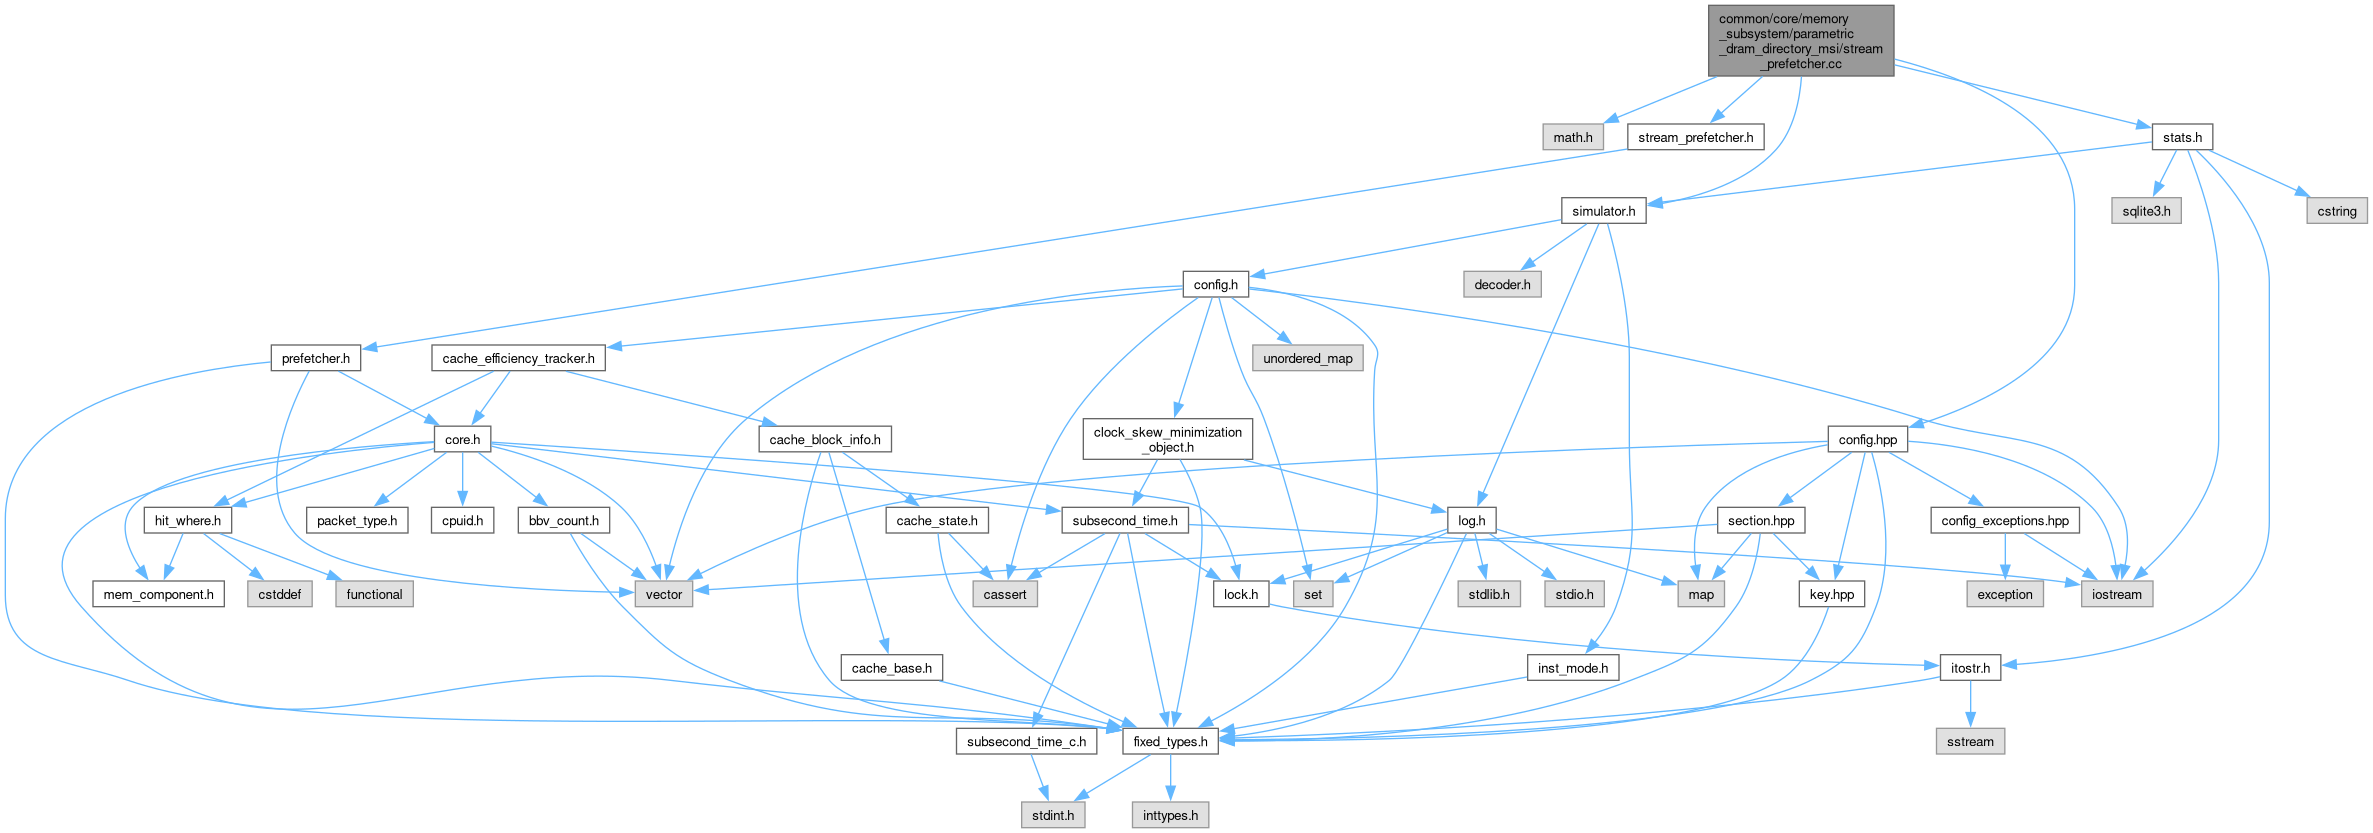 common/core/memory
_subsystem/parametric
_dram_directory_msi/stream
_prefetcher.cc
math.h
stream_prefetcher.h
stats.h
simulator.h
sqlite3.h
cstring
config.h
decoder.h
prefetcher.h
cache_efficiency_tracker.h
unordered_map
core.h
cache_block_info.h
clock_skew_minimization
_object.h
config.hpp
hit_where.h
packet_type.h
cpuid.h
bbv_count.h
cache_state.h
subsecond_time.h
log.h
section.hpp
config_exceptions.hpp
mem_component.h
cstddef
functional
vector
cassert
lock.h
set
stdlib.h
stdio.h
map
key.hpp
exception
iostream
cache_base.h
inst_mode.h
itostr.h
subsecond_time_c.h
fixed_types.h
sstream
stdint.h
inttypes.h